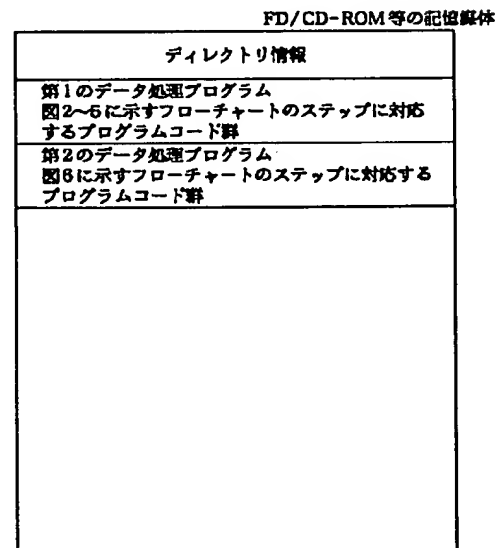 FD/CD-ROM等の記憶媒体
ディレクトリ情報
第1のデータ処理プログラム
図2~5に示すフローチャートのステップに対応
するプログラムコード群
第2のデータ処理プログラム
図6に示すフローチャートのステップに対応する
プログラムコード群